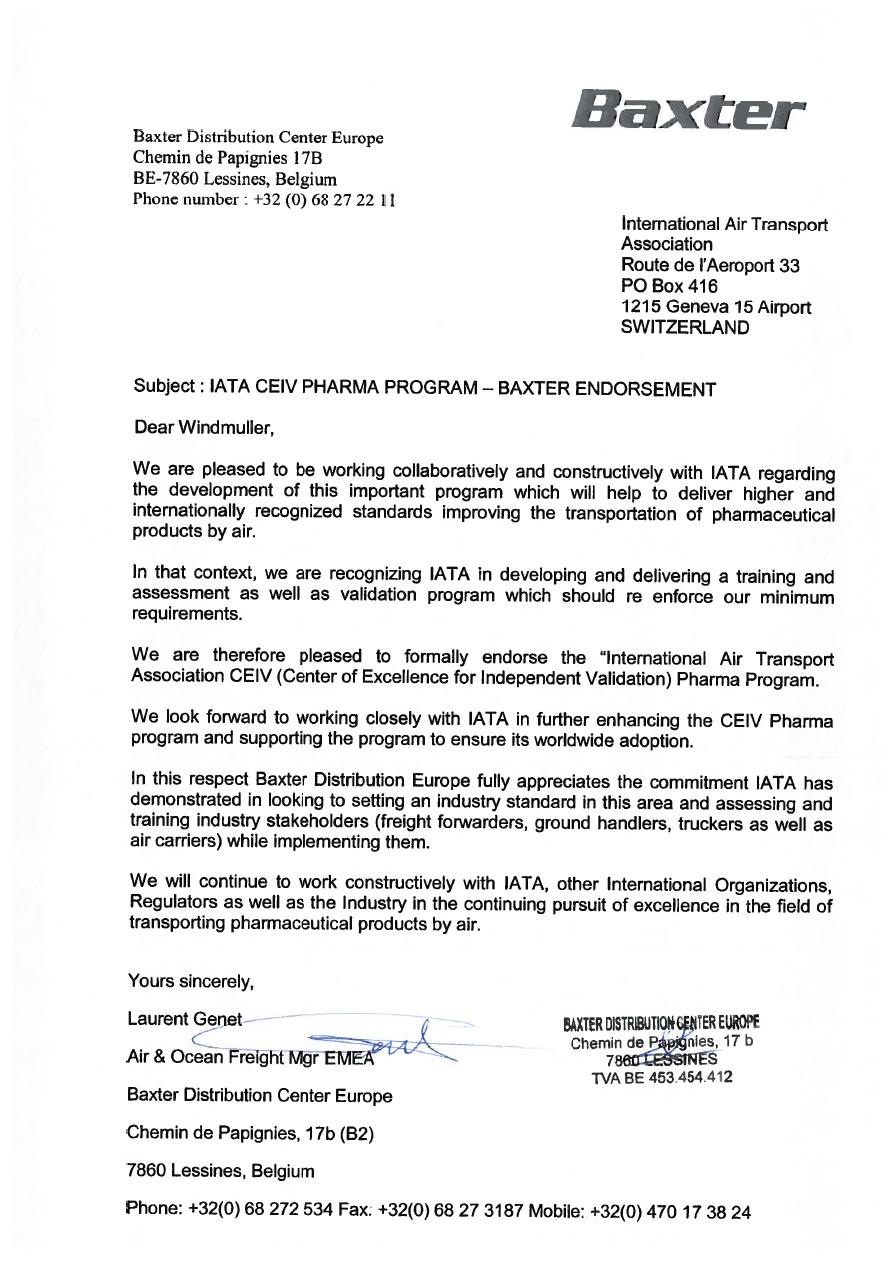 Baxter
Baxter Distribution Center Europe
Chemin de Papignies 17B
BE-7860 Lessines, Belgium
Phone number : +32 (0) 68 27 22 11
International Air Transport
Association
Route de l'Aeroport 33
PO Box 416
1215 Geneva 15 Airport
SWITZERLAND
Subject : IATA CEIV PHARMA PROGRAM – BAXTER ENDORSEMENT
Dear Windmuller,
We are pleased to be working collaboratively and constructively with IATA regarding
the development of this important program which will help to deliver higher and
internationally recognized standards improving the transportation of pharmaceutical
products by air.
In that context, we are recognizing IATA in developing and delivering a training and
assessment as well as validation program which should re enforce our minimum
requirements.
We are therefore pleased to formally endorse the "International Air Transport
Association CEIV (Center of Excellence for Independent Validation) Pharma Program.
We look forward to working closely with IATA in further enhancing the CEIV Pharma
program and supporting the program to ensure its worldwide adoption.
In this respect Baxter Distribution Europe fully appreciates the commitment IATA has
demonstrated in looking to setting an industry standard in this area and assessing and
training industry stakeholders (freight forwarders, ground handlers, truckers as well as
air carriers) while implementing them.
We will continue to work constructively with IATA, other International Organizations,
Regulators as well as the Industry in the continuing pursuit of excellence in the field of
transporting pharmaceutical products by air.
Yours sincerely,
Laurent Genet
Air & Ocean Freight Mgr EMEA
Baxter Distribution Center Europe
Chemin de Papignies, 17b (B2)
7860 Lessines, Belgium
Phone: +32(0) 68 272 534 Fax: +32(0) 68 27 3187 Mobile: +32(0) 470 17 38 24
BAXTER DISTRIBUTION CENTER EUROPE
Chemin de Papignies, 17 b
7860 LESSINES
TVA BE 453.454.412